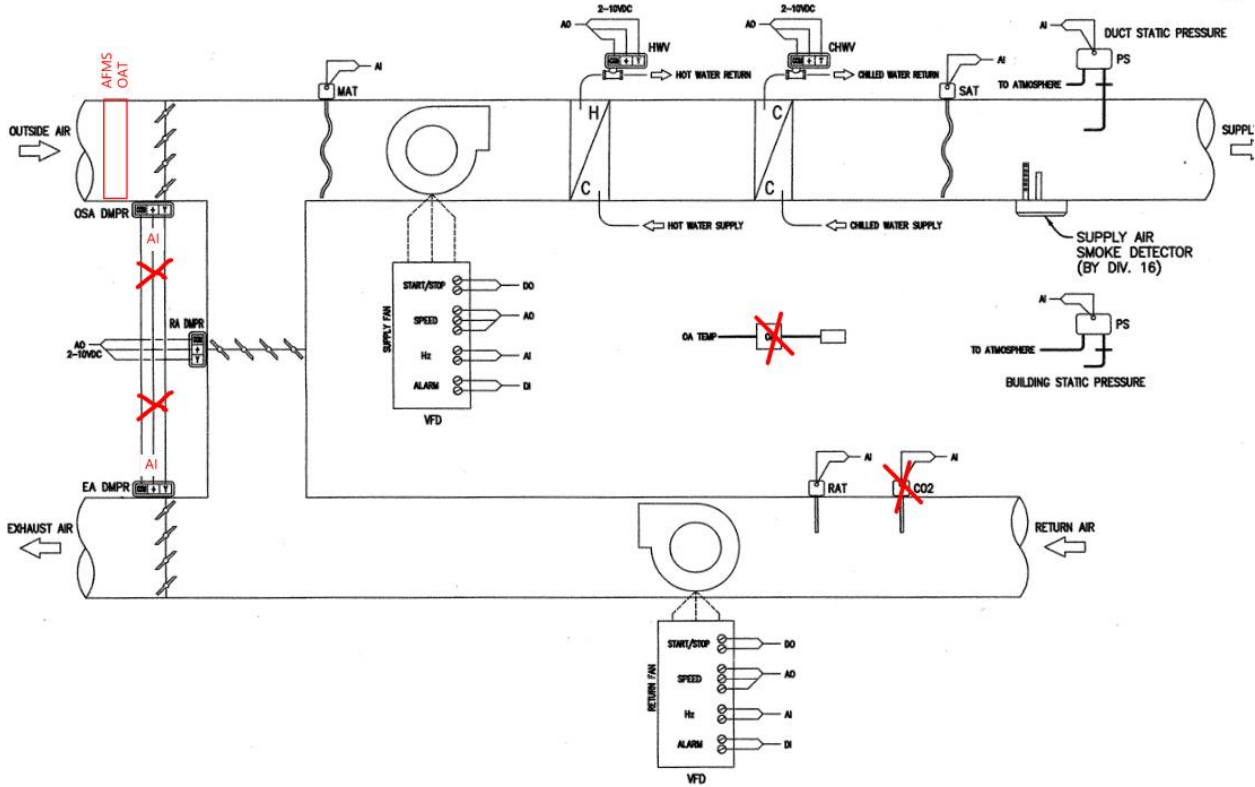 2-10VDC
AO
HWV
COM + Y
HOT WATER RETURN
2-10VDC
AO
CHWV
COM + Y
CHILLED WATER RETURN
AI
DUCT STATIC PRESSURE
PS
TO ATMOSPHERE
AFMS
OAT
AI
MAT
AI
SAT
OUTSIDE AIR
H
C
C
C
SUPPLY
OSA DMPR
COM + Y
HOT WATER SUPPLY
CHILLED WATER SUPPLY
SUPPLY AIR
SMOKE DETECTOR
(BY DIV. 16)
AI
SUPPLY FAN
START/STOP
DO
SPEED
AO
Hz
AI
ALARM
DI
VFD
RA DMPR
COM
+
Y
AO
2-10VDC
OA TEMP
AI
PS
TO ATMOSPHERE
BUILDING STATIC PRESSURE
AI
EA DMPR
COM + Y
RAT
AI
CO2
AI
EXHAUST AIR
RETURN AIR
RETURN FAN
START/STOP
DO
SPEED
AO
Hz
AI
ALARM
DI
VFD